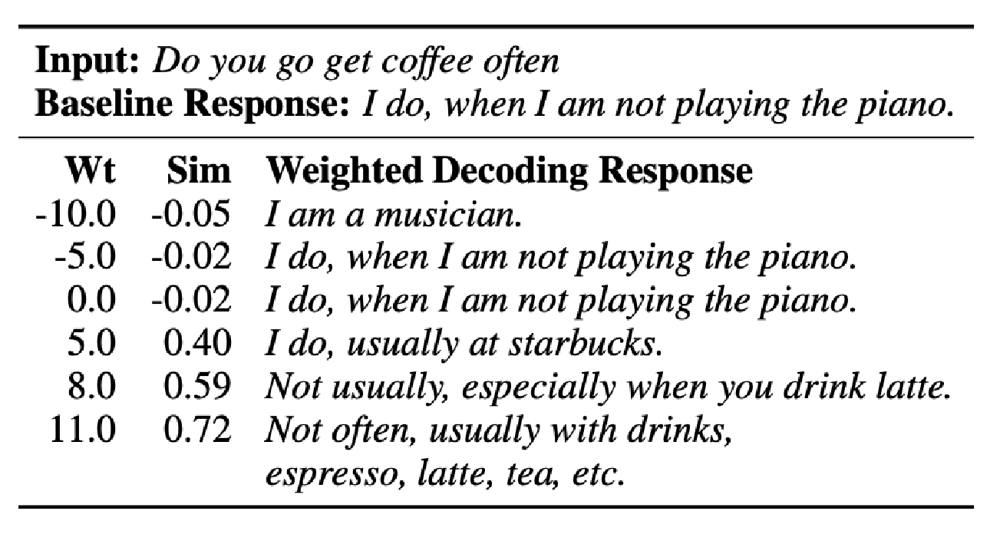 Input: Do you go get coffee often
Baseline Response: I do, when I am not playing the piano.
Wt Sim Weighted Decoding Response
-10.0 -0.05 I am a musician.
-5.0 -0.02 I do, when I am not playing the piano.
0.0 -0.02 I do, when I am not playing the piano.
5.0 0.40 I do, usually at starbucks.
8.0 0.59 Not usually, especially when you drink latte.
11.0 0.72 Not often, usually with drinks,
espresso, latte, tea, etc.